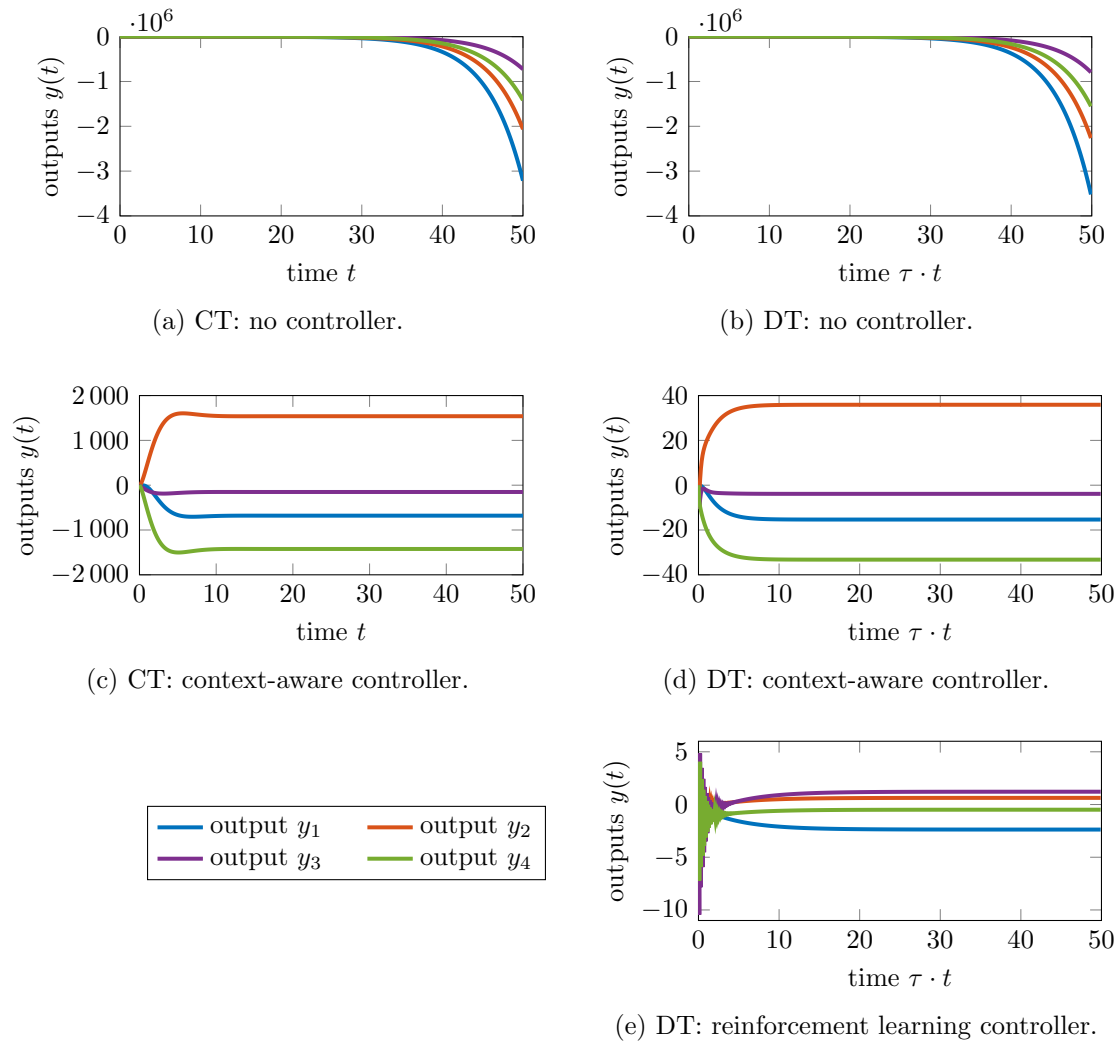 ·10⁶
0
−1
−2
−3
−4
0 10 20 30 40 50
outputs y(t)
time t
(a) CT: no controller.
·10⁶
0
−1
−2
−3
−4
0 10 20 30 40 50
outputs y(t)
time τ · t
(b) DT: no controller.
2 000
1 000
0
−1 000
−2 000
0 10 20 30 40 50
outputs y(t)
time t
(c) CT: context-aware controller.
40
20
0
−20
−40
0 10 20 30 40 50
outputs y(t)
time τ · t
(d) DT: context-aware controller.
output y₁ output y₂
output y₃ output y₄
5
0
−5
−10
0 10 20 30 40 50
outputs y(t)
time τ · t
(e) DT: reinforcement learning controller.